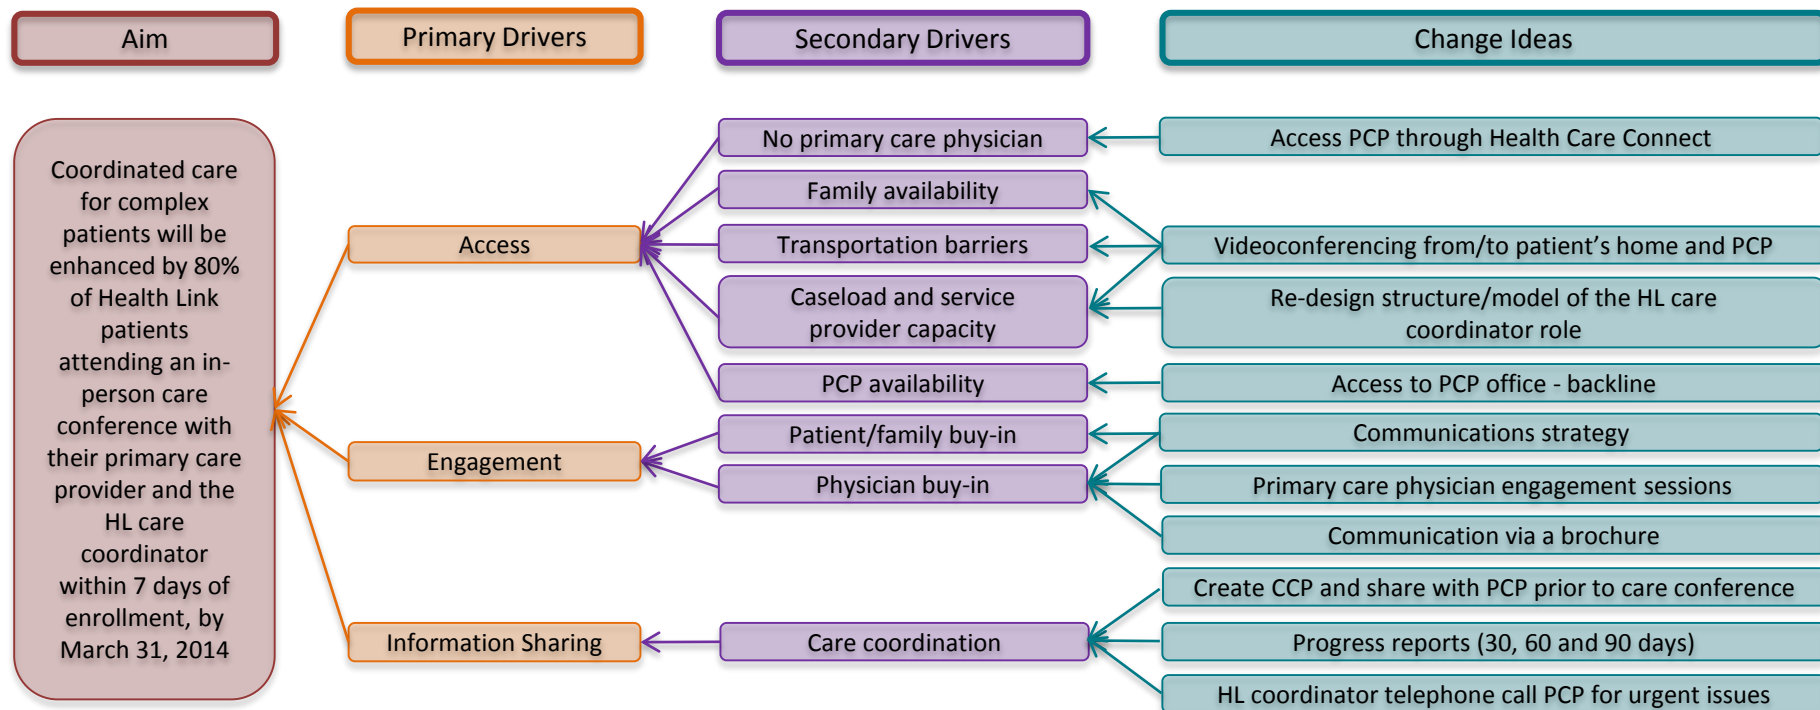 Aim
Primary Drivers
Secondary Drivers
Change Ideas
Coordinated care
for complex
patients will be
enhanced by 80%
of Health Link
patients
attending an in-
person care
conference with
their primary care
provider and the
HL care
coordinator
within 7 days of
enrollment, by
March 31, 2014
Access
Engagement
Information Sharing
No primary care physician
Family availability
Transportation barriers
Caseload and service
provider capacity
PCP availability
Patient/family buy-in
Physician buy-in
Care coordination
Access PCP through Health Care Connect
Videoconferencing from/to patient's home and PCP
Re-design structure/model of the HL care
coordinator role
Access to PCP office - backline
Communications strategy
Primary care physician engagement sessions
Communication via a brochure
Create CCP and share with PCP prior to care conference
Progress reports (30, 60 and 90 days)
HL coordinator telephone call PCP for urgent issues